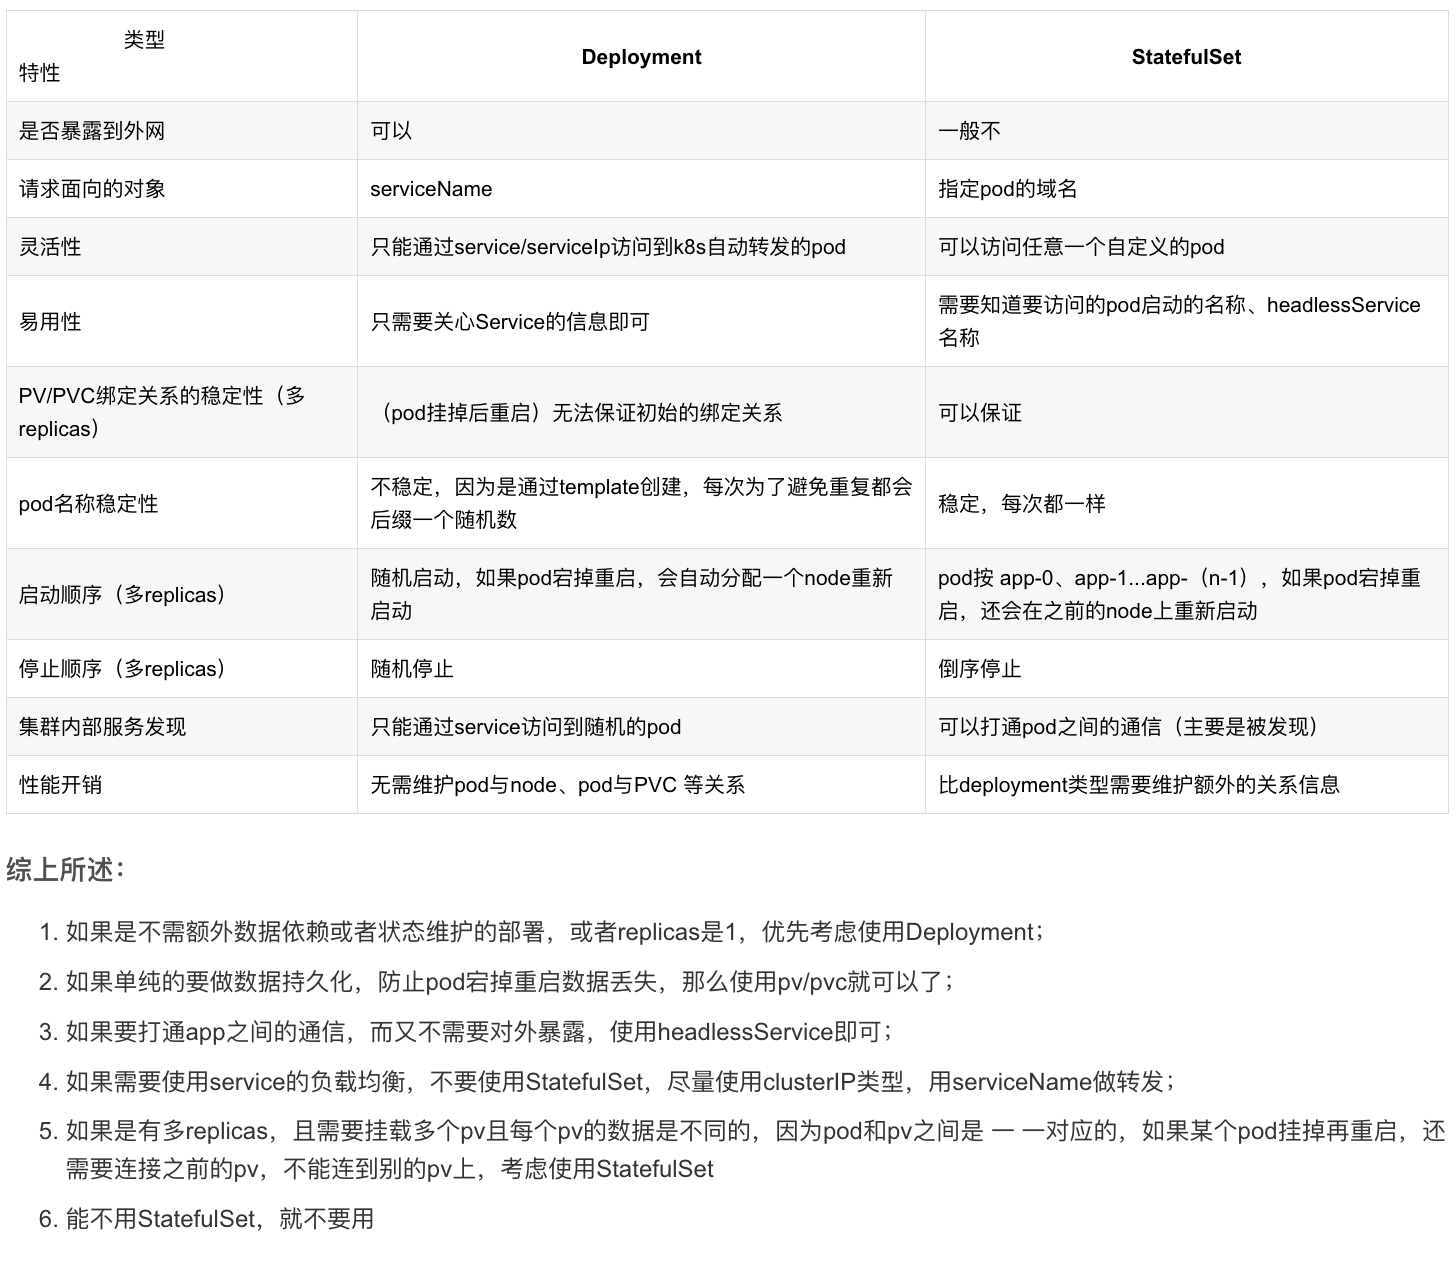 类型
特性
Deployment
StatefulSet
是否暴露到外网
可以
一般不
请求面向的对象
serviceName
指定pod的域名
灵活性
只能通过service/serviceIp访问到k8s自动转发的pod
可以访问任意一个自定义的pod
易用性
只需要关心Service的信息即可
需要知道要访问的pod启动的名称、headlessService
名称
PV/PVC绑定关系的稳定性（多
replicas）
（pod挂掉后重启）无法保证初始的绑定关系
可以保证
pod名称稳定性
不稳定，因为是通过template创建，每次为了避免重复都会
后缀一个随机数
稳定，每次都一样
启动顺序（多replicas）
随机启动，如果pod宕掉重启，会自动分配一个node重新
启动
pod按 app-0、app-1...app-（n-1），如果pod宕掉重
启，还会在之前的node上重新启动
停止顺序（多replicas）
随机停止
倒序停止
集群内部服务发现
只能通过service访问到随机的pod
可以打通pod之间的通信（主要是被发现）
性能开销
无需维护pod与node、pod与PVC 等关系
比deployment类型需要维护额外的关系信息
综上所述：
1. 如果是不需额外数据依赖或者状态维护的部署，或者replicas是1，优先考虑使用Deployment；
2. 如果单纯的要做数据持久化，防止pod宕掉重启数据丢失，那么使用pv/pvc就可以了；
3. 如果要打通app之间的通信，而又不需要对外暴露，使用headlessService即可；
4. 如果需要使用service的负载均衡，不要使用StatefulSet，尽量使用clusterIP类型，用serviceName做转发；
5. 如果是有多replicas，且需要挂载多个pv且每个pv的数据是不同的，因为pod和pv之间是 一 一对应的，如果某个pod挂掉再重启，还
需要连接之前的pv，不能连到别的pv上，考虑使用StatefulSet
6. 能不用StatefulSet，就不要用